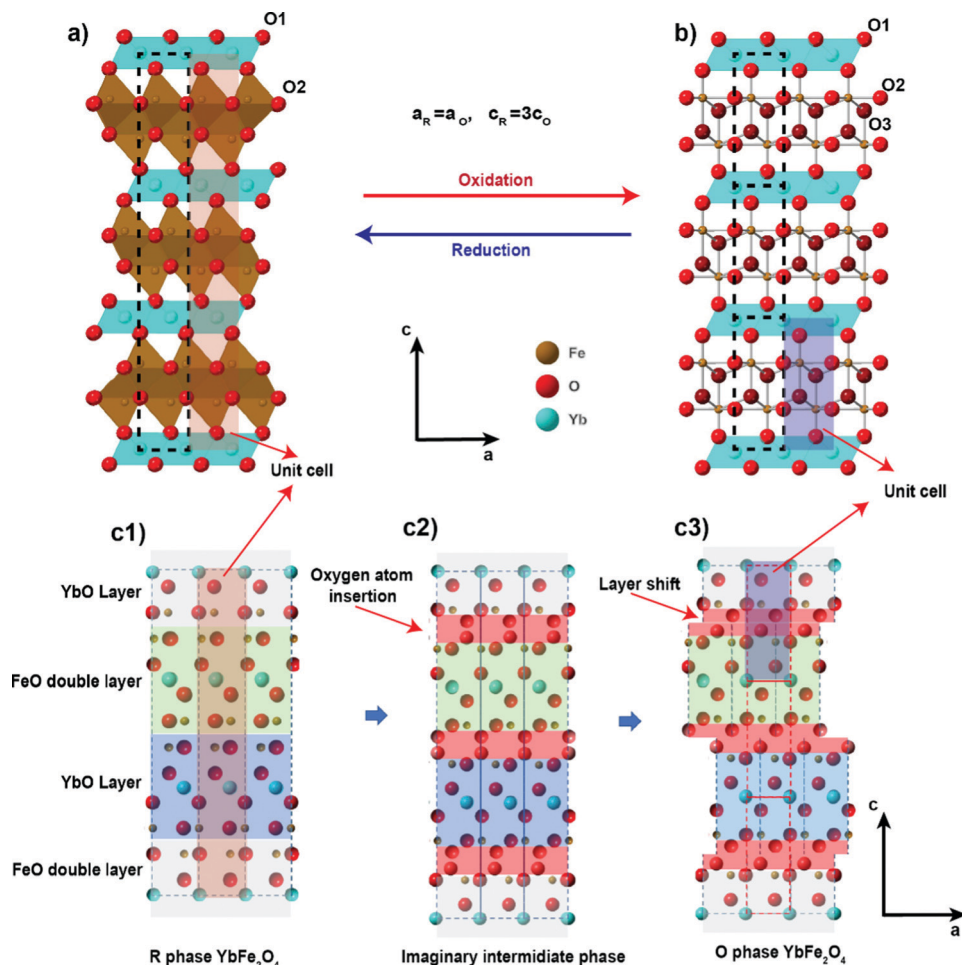 a)
O1
O2
b)
O1
O2
O3
a_R=a_O, c_R=3c_O
Oxidation
Reduction
c
a
Fe
O
Yb
Unit cell
Unit cell
c1)
c2)
c3)
YbO Layer
FeO double layer
YbO Layer
FeO double layer
Oxygen atom
insertion
Layer shift
c
a
R phase YbFe₂O₄
Imaginary intermidiate phase
O phase YbFe₂O₄